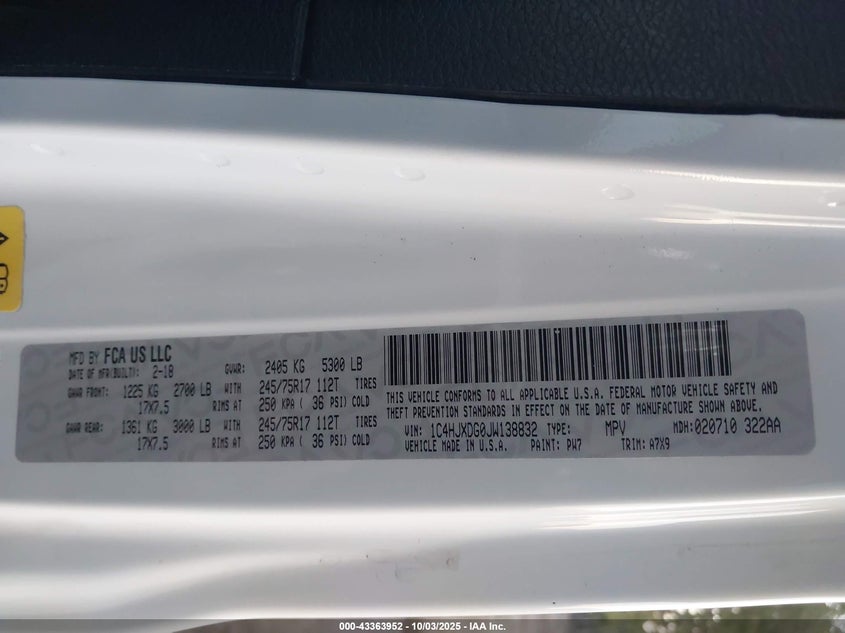 MFD BY FCA US LLC
DATE OF MFR(BUILT): 2-18 GVWR: 2405 KG 5300 LB
GAWR FRONT: 1225 KG 2700 LB WITH 245/75R17 112T TIRES
17X7.5 RIMS AT 250 KPA ( 36 PSI) COLD
GAWR REAR: 1361 KG 3000 LB WITH 245/75R17 112T TIRES
17X7.5 RIMS AT 250 KPA ( 36 PSI) COLD
THIS VEHICLE CONFORMS TO ALL APPLICABLE U.S.A. FEDERAL MOTOR VEHICLE SAFETY AND
THEFT PREVENTION STANDARDS IN EFFECT ON THE DATE OF MANUFACTURE SHOWN ABOVE.
VIN: 1C4HJXDG0JW138832 TYPE: MPV MDH:020710 322AA
VEHICLE MADE IN U.S.A. PAINT: PW7 TRIM: A7X9
000-43363952 - 10/03/2025 - IAA Inc.